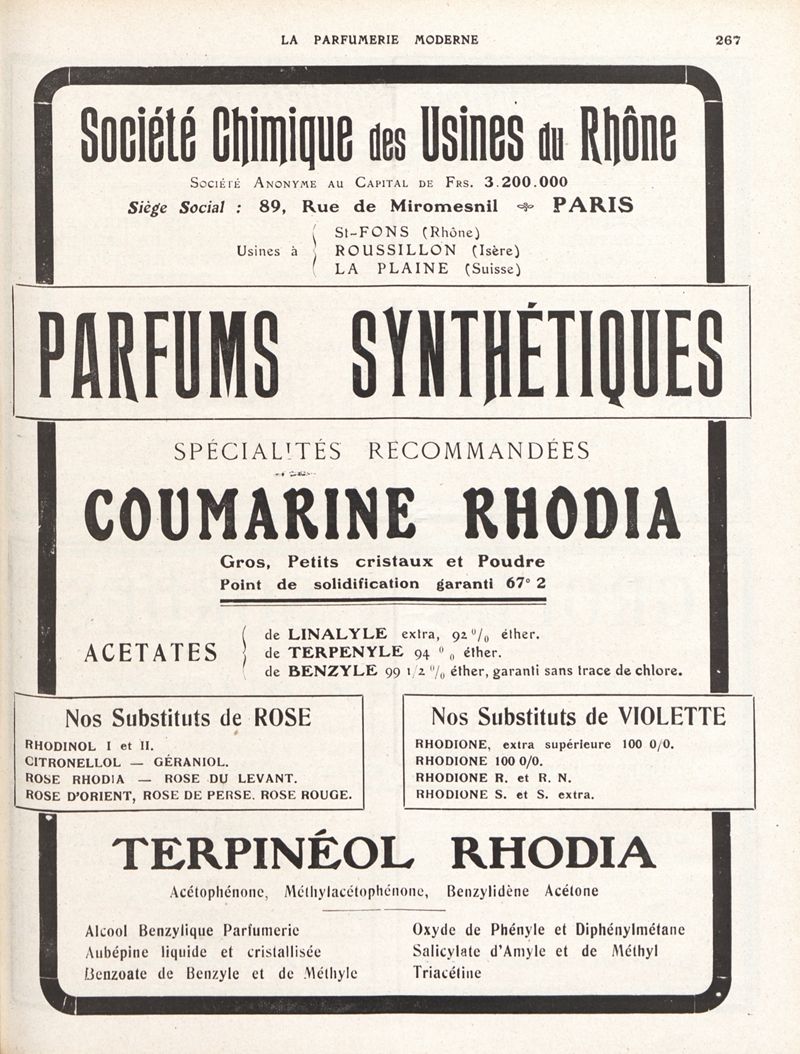 LA PARFUMERIE MODERNE 267
Société Chimique des Usines du Rhône
Société Anonyme au Capital de Frs. 3.200.000
Siège Social : 89, Rue de Miromesnil PARIS
Usines à
St-FONS (Rhône)
ROUSSILLON (Isère)
LA PLAINE (Suisse)
PARFUMS SYNTHÉTIQUES
SPÉCIALITÉS RECOMMANDÉES
COUMARINE RHODIA
Gros, Petits cristaux et Poudre
Point de solidification garanti 67° 2
ACETATES
de LINALYLE extra, 92 % éther.
de TERPENYLE 94 % éther.
de BENZYLE 99 1/2 % éther, garanti sans trace de chlore.
Nos Substituts de ROSE
RHODINOL I et II.
CITRONELLOL — GÉRANIOL.
ROSE RHODIA — ROSE DU LEVANT.
ROSE D'ORIENT, ROSE DE PERSE. ROSE ROUGE.
Nos Substituts de VIOLETTE
RHODIONE, extra supérieure 100 0/0.
RHODIONE 100 0/0.
RHODIONE R. et R. N.
RHODIONE S. et S. extra.
TERPINÉOL RHODIA
Acétophénone, Méthylacétophénone, Benzylidène Acétone
Alcool Benzylique Parfumerie
Aubépine liquide et cristallisée
Benzoate de Benzyle et de Méthyle
Oxyde de Phényle et Diphénylmétane
Salicylate d'Amyle et de Méthyl
Triacétine